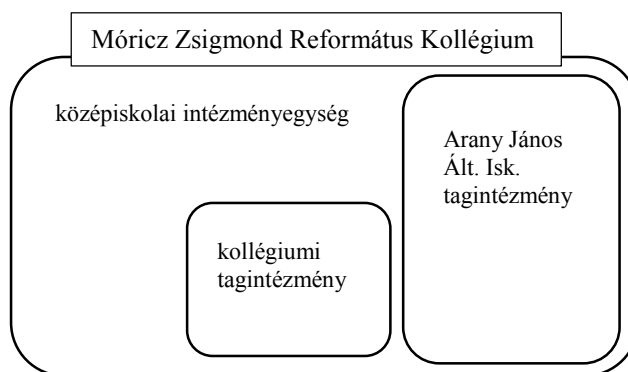 Móricz Zsigmond Református Kollégium
középiskolai intézményegység
Arany János
Ált. Isk.
tagintézmény
kollégiumi
tagintézmény